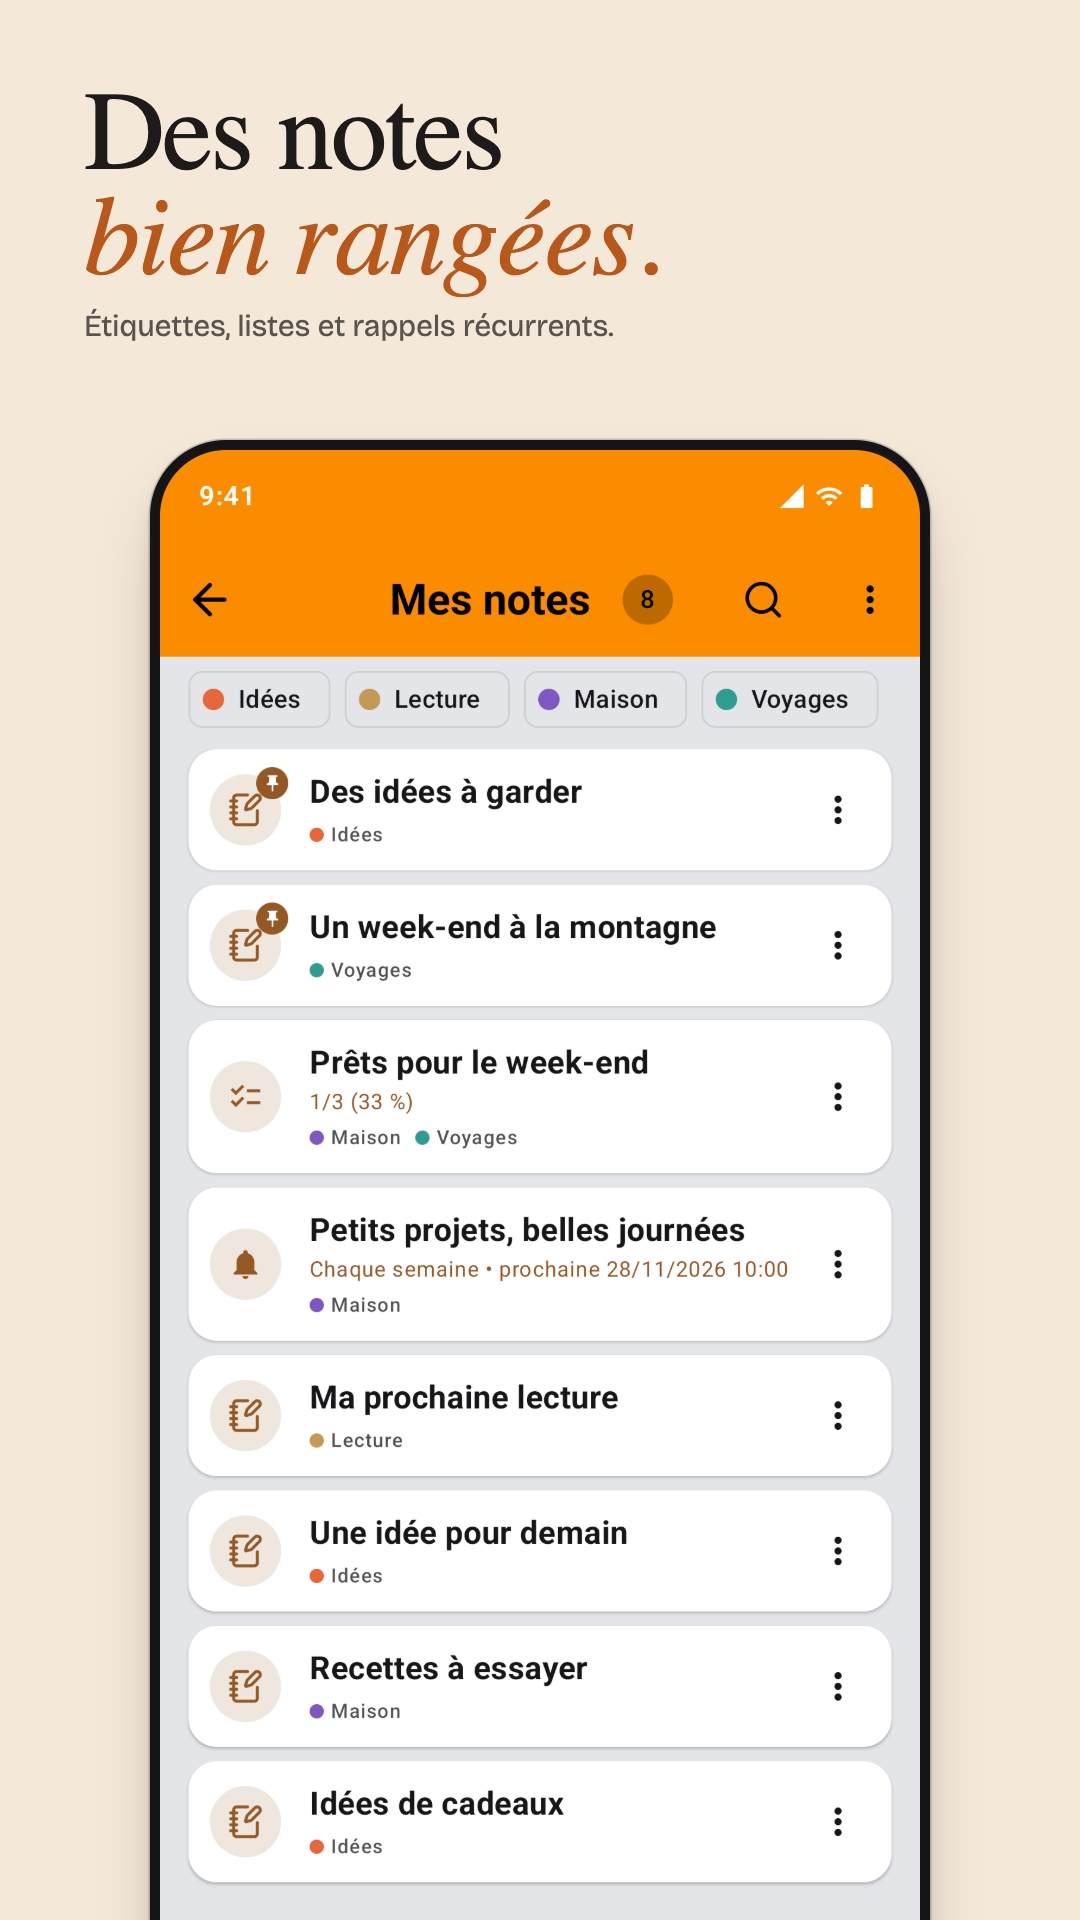 Des notes
bien rangées.
Étiquettes, listes et rappels récurrents.
9:41
Mes notes 8
Idées Lecture Maison Voyages
Des idées à garder
Idées
Un week-end à la montagne
Voyages
Prêts pour le week-end
1/3 (33 %)
Maison Voyages
Petits projets, belles journées
Chaque semaine • prochaine 28/11/2026 10:00
Maison
Ma prochaine lecture
Lecture
Une idée pour demain
Idées
Recettes à essayer
Maison
Idées de cadeaux
Idées